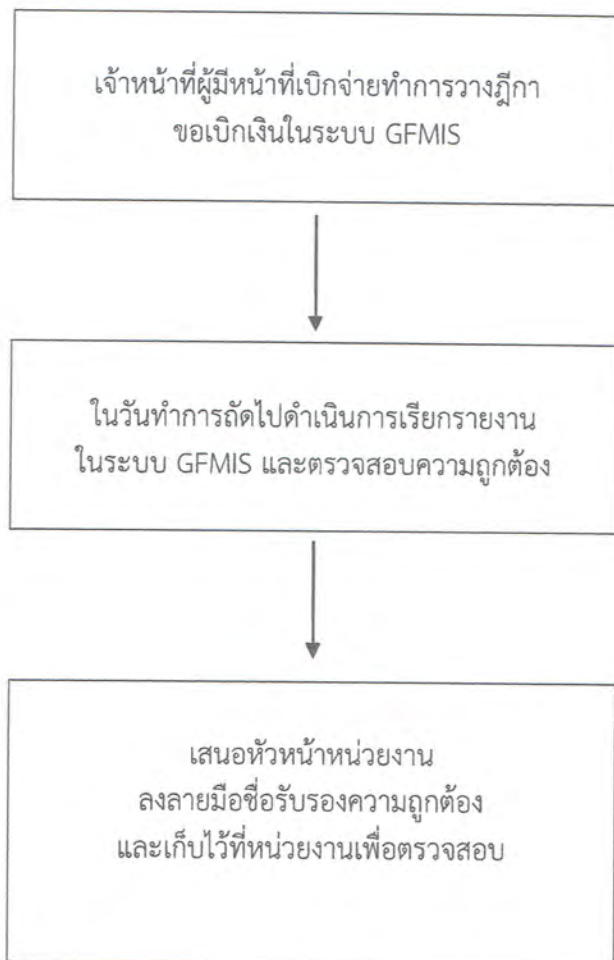 เจ้าหน้าที่ผู้มีหน้าที่เบิกจ่ายทำการวางฎีกา
ขอเบิกเงินในระบบ GFMIS
ในวันทำการถัดไปดำเนินการเรียกรายงาน
ในระบบ GFMIS และตรวจสอบความถูกต้อง
เสนอหัวหน้าหน่วยงาน
ลงลายมือชื่อรับรองความถูกต้อง
และเก็บไว้ที่หน่วยงานเพื่อตรวจสอบ